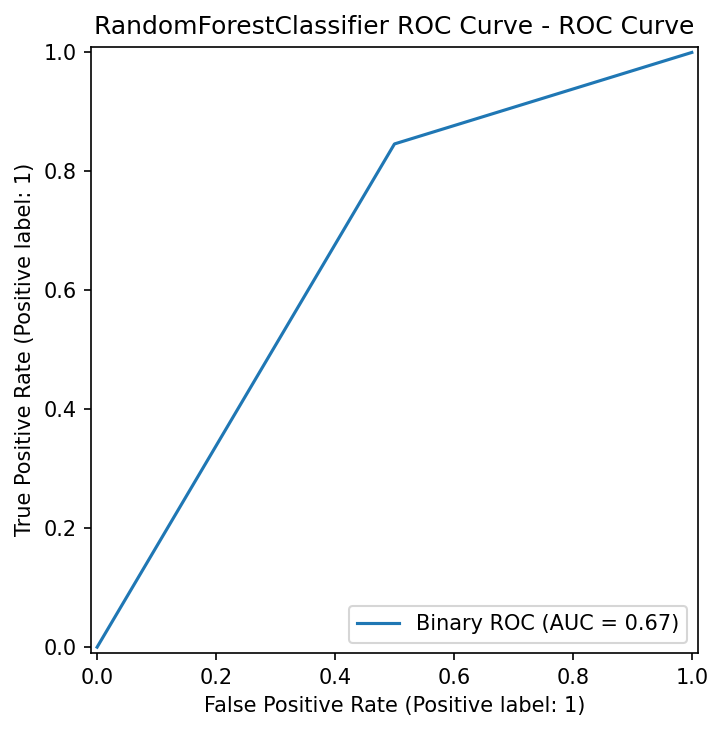 RandomForestClassifier ROC Curve - ROC Curve
True Positive Rate (Positive label: 1)
1.0
0.8
0.6
0.4
0.2
0.0
Binary ROC (AUC = 0.67)
0.0 0.2 0.4 0.6 0.8 1.0
False Positive Rate (Positive label: 1)